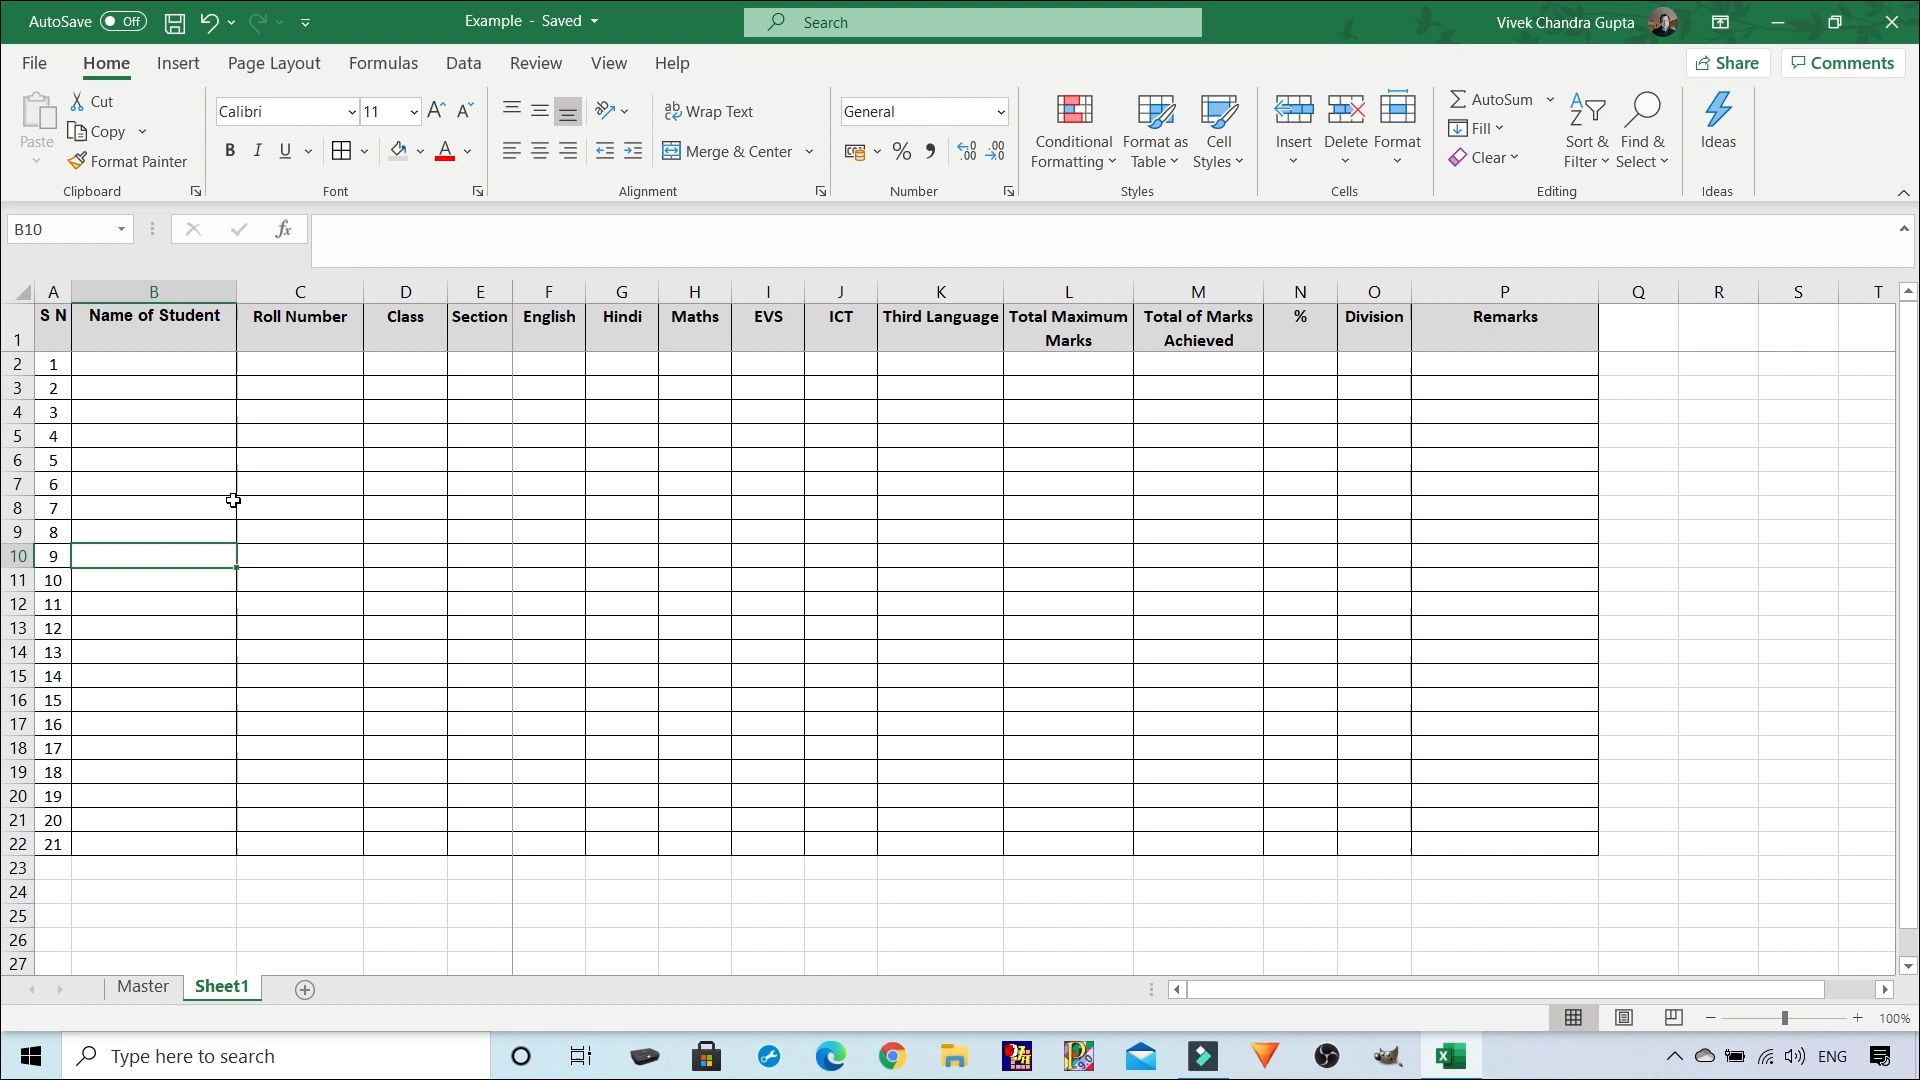 AutoSave Off
Example - Saved
Search
Vivek Chandra Gupta
File Home Insert Page Layout Formulas Data Review View Help
Share Comments
Paste
Cut
Copy
Format Painter
Clipboard
Calibri 11
A A
B I U A
Font
ab Wrap Text
Merge & Center
Alignment
General
% , .00 .00
Number
Conditional Formatting
Format as Table
Cell Styles
Styles
Insert Delete Format
Cells
AutoSum
Fill
Clear
Sort & Filter
Find & Select
Editing
Ideas
Ideas
B10
fx
A B C D E F G H I J K L M N O P Q R S T
1 S N Name of Student Roll Number Class Section English Hindi Maths EVS ICT Third Language Total Maximum Marks Total of Marks Achieved % Division Remarks
2 1
3 2
4 3
5 4
6 5
7 6
8 7
9 8
10 9
11 10
12 11
13 12
14 13
15 14
16 15
17 16
18 17
19 18
20 19
21 20
22 21
23
24
25
26
27
Master Sheet1
100%
Type here to search
ENG